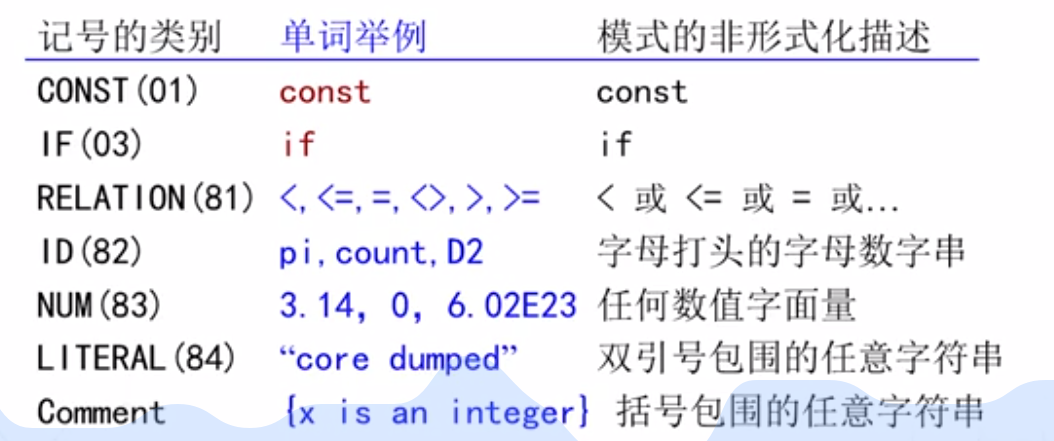 记号的类别 单词举例 模式的非形式化描述
CONST(01) const const
IF(03) if if
RELATION(81) <,<=,=,<>,>,>= < 或 <= 或 = 或...
ID(82) pi,count,D2 字母打头的字母数字串
NUM(83) 3.14, 0, 6.02E23 任何数值字面量
LITERAL(84) “core dumped” 双引号包围的任意字符串
Comment {x is an integer} 括号包围的任意字符串